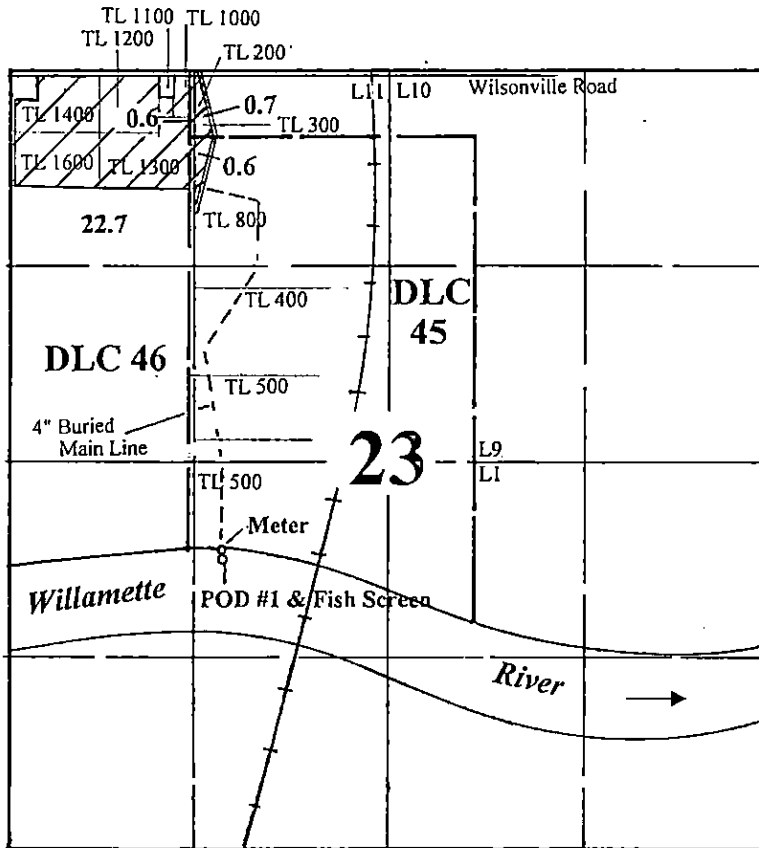 TL 1100
TL 1000
TL 1200
TL 200
L11
L10
Wilsonville Road
TL 1400
0.6
0.7
TL 300
TL 1600
TL 1300
0.6
22.7
TL 800
DLC
45
TL 400
DLC 46
TL 500
4" Buried
Main Line
23
L9
L1
TL 500
Meter
Willamette
POD #1 & Fish Screen
River